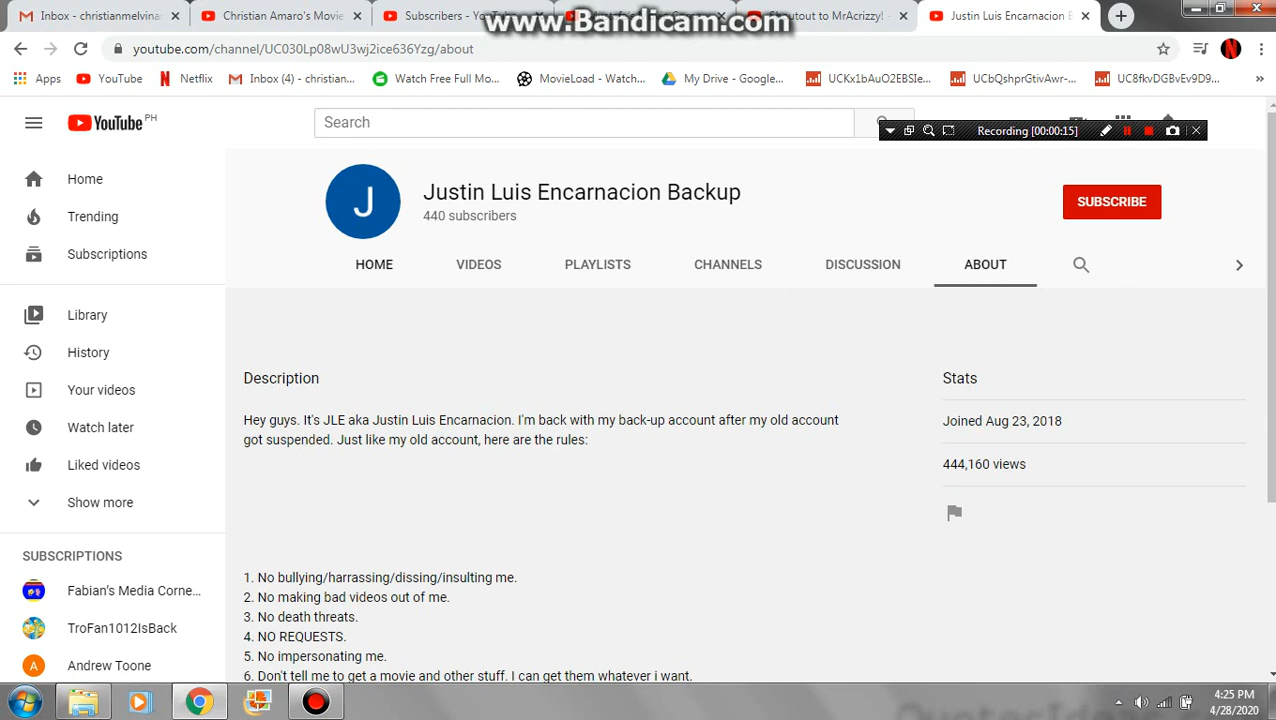 www.Bandicam.com
Inbox - christianmelvina
Christian Amaro's Movie
Subscribers - YouT
to MrAcrizzy!
Justin Luis Encarnacion B
youtube.com/channel/UC030Lp08wU3wj2ice636Yzg/about
Apps
YouTube
Netflix
Inbox (4) - christian...
Watch Free Full Mo...
MovieLoad - Watch...
My Drive - Google...
UCKx1bAuO2EBSIe...
UCbQshprGtivAwr-...
UC8fkvDGBvEv9D9...
»
YouTube PH
Search
Recording [00:00:15]
Home
Trending
Subscriptions
Library
History
Your videos
Watch later
Liked videos
Show more
SUBSCRIPTIONS
Fabian's Media Corne...
TroFan1012IsBack
A Andrew Toone
J
Justin Luis Encarnacion Backup
440 subscribers
SUBSCRIBE
HOME
VIDEOS
PLAYLISTS
CHANNELS
DISCUSSION
ABOUT
Description
Hey guys. It's JLE aka Justin Luis Encarnacion. I'm back with my back-up account after my old account
got suspended. Just like my old account, here are the rules:
1. No bullying/harrassing/dissing/insulting me.
2. No making bad videos out of me.
3. No death threats.
4. NO REQUESTS.
5. No impersonating me.
6. Don't tell me to get a movie and other stuff. I can get them whatever i want.
Stats
Joined Aug 23, 2018
444,160 views
4:25 PM
4/28/2020